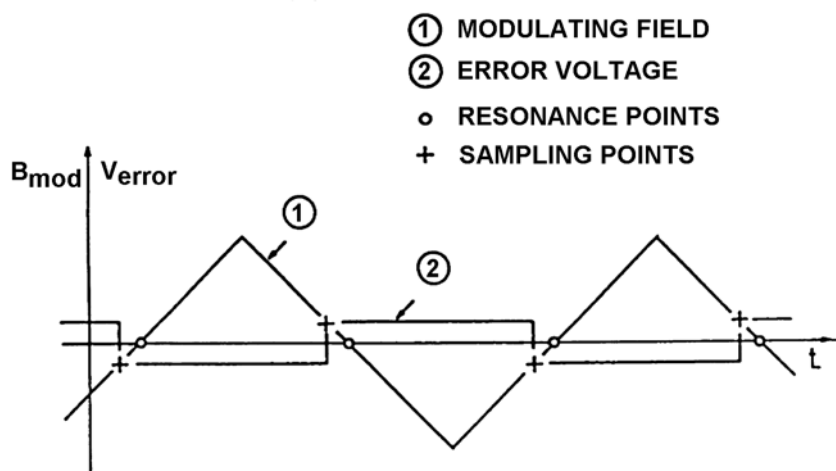 ① MODULATING FIELD
② ERROR VOLTAGE
RESONANCE POINTS
+ SAMPLING POINTS
Bmod Verror
①
②
t